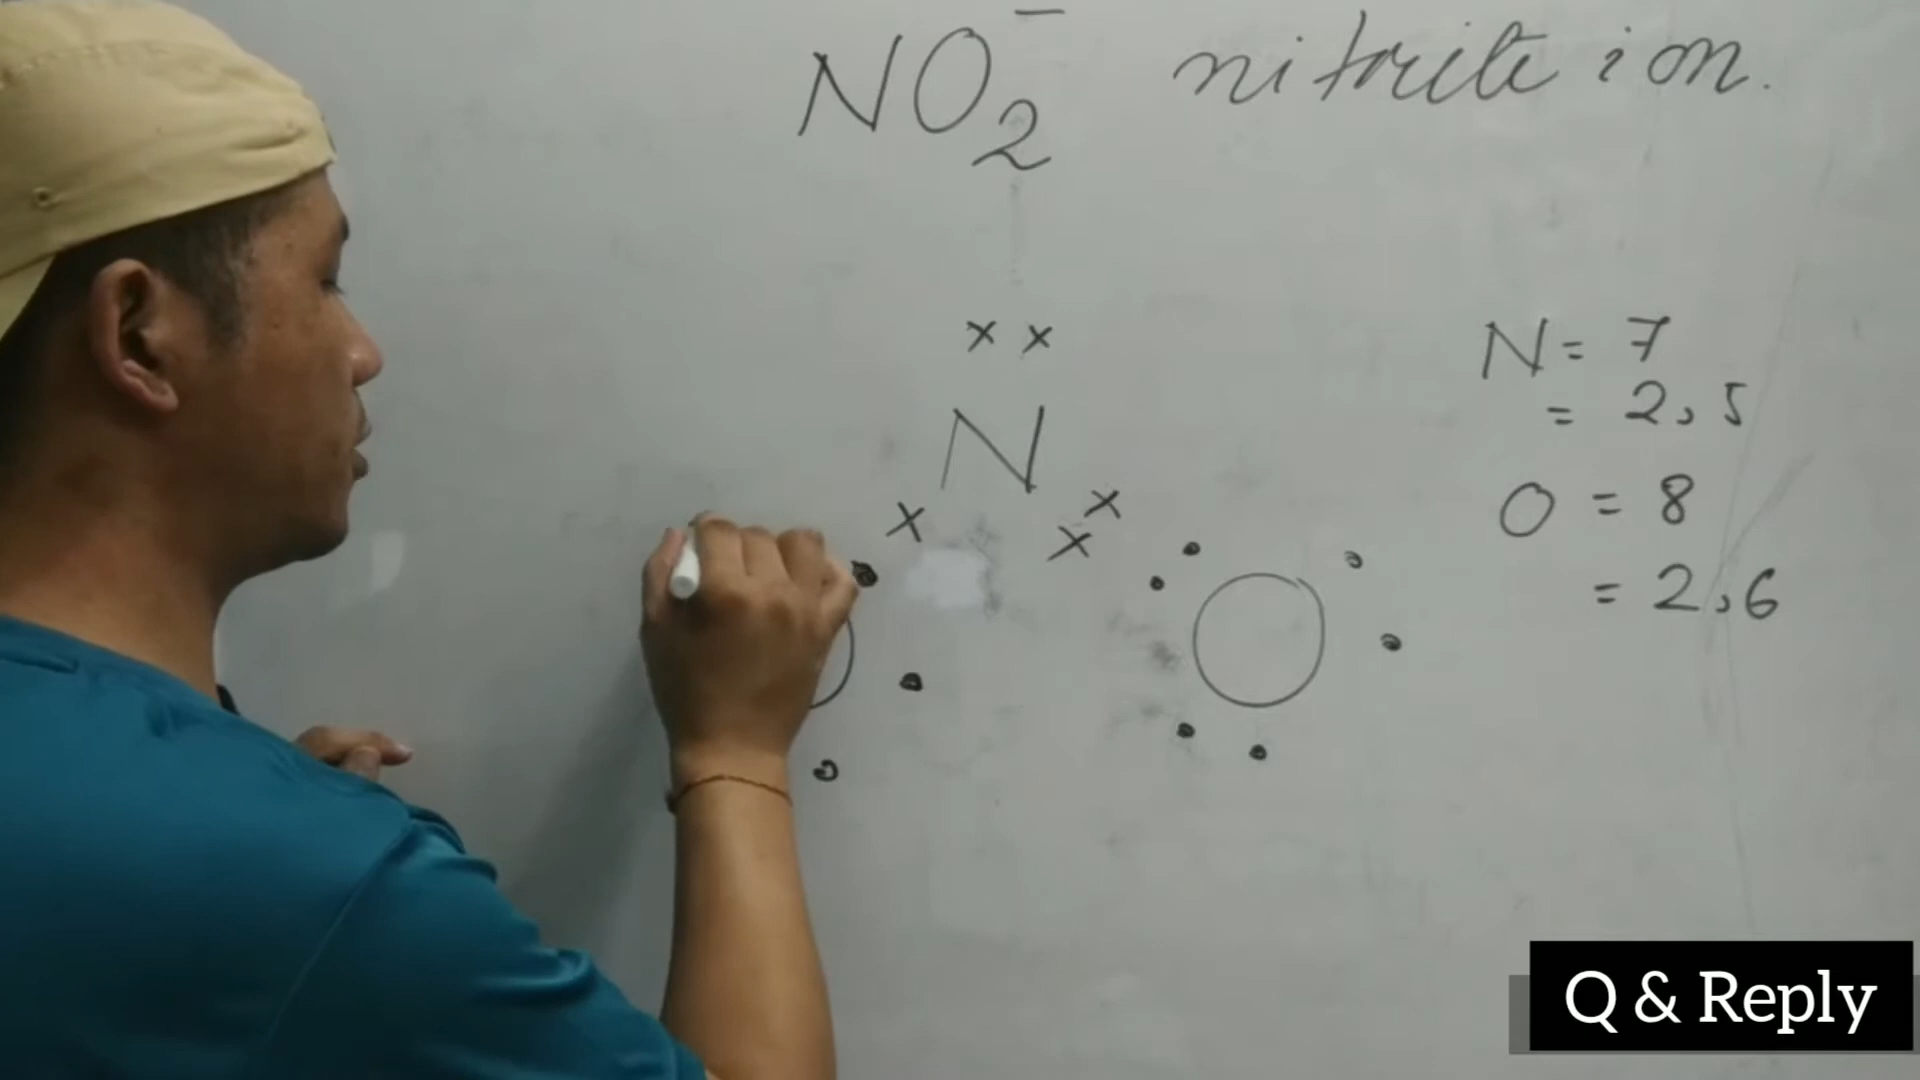 NO₂⁻ nitrite ion.
x x
N
x x
x
O
N = 7
= 2,5
O = 8
= 2,6
Q & Reply